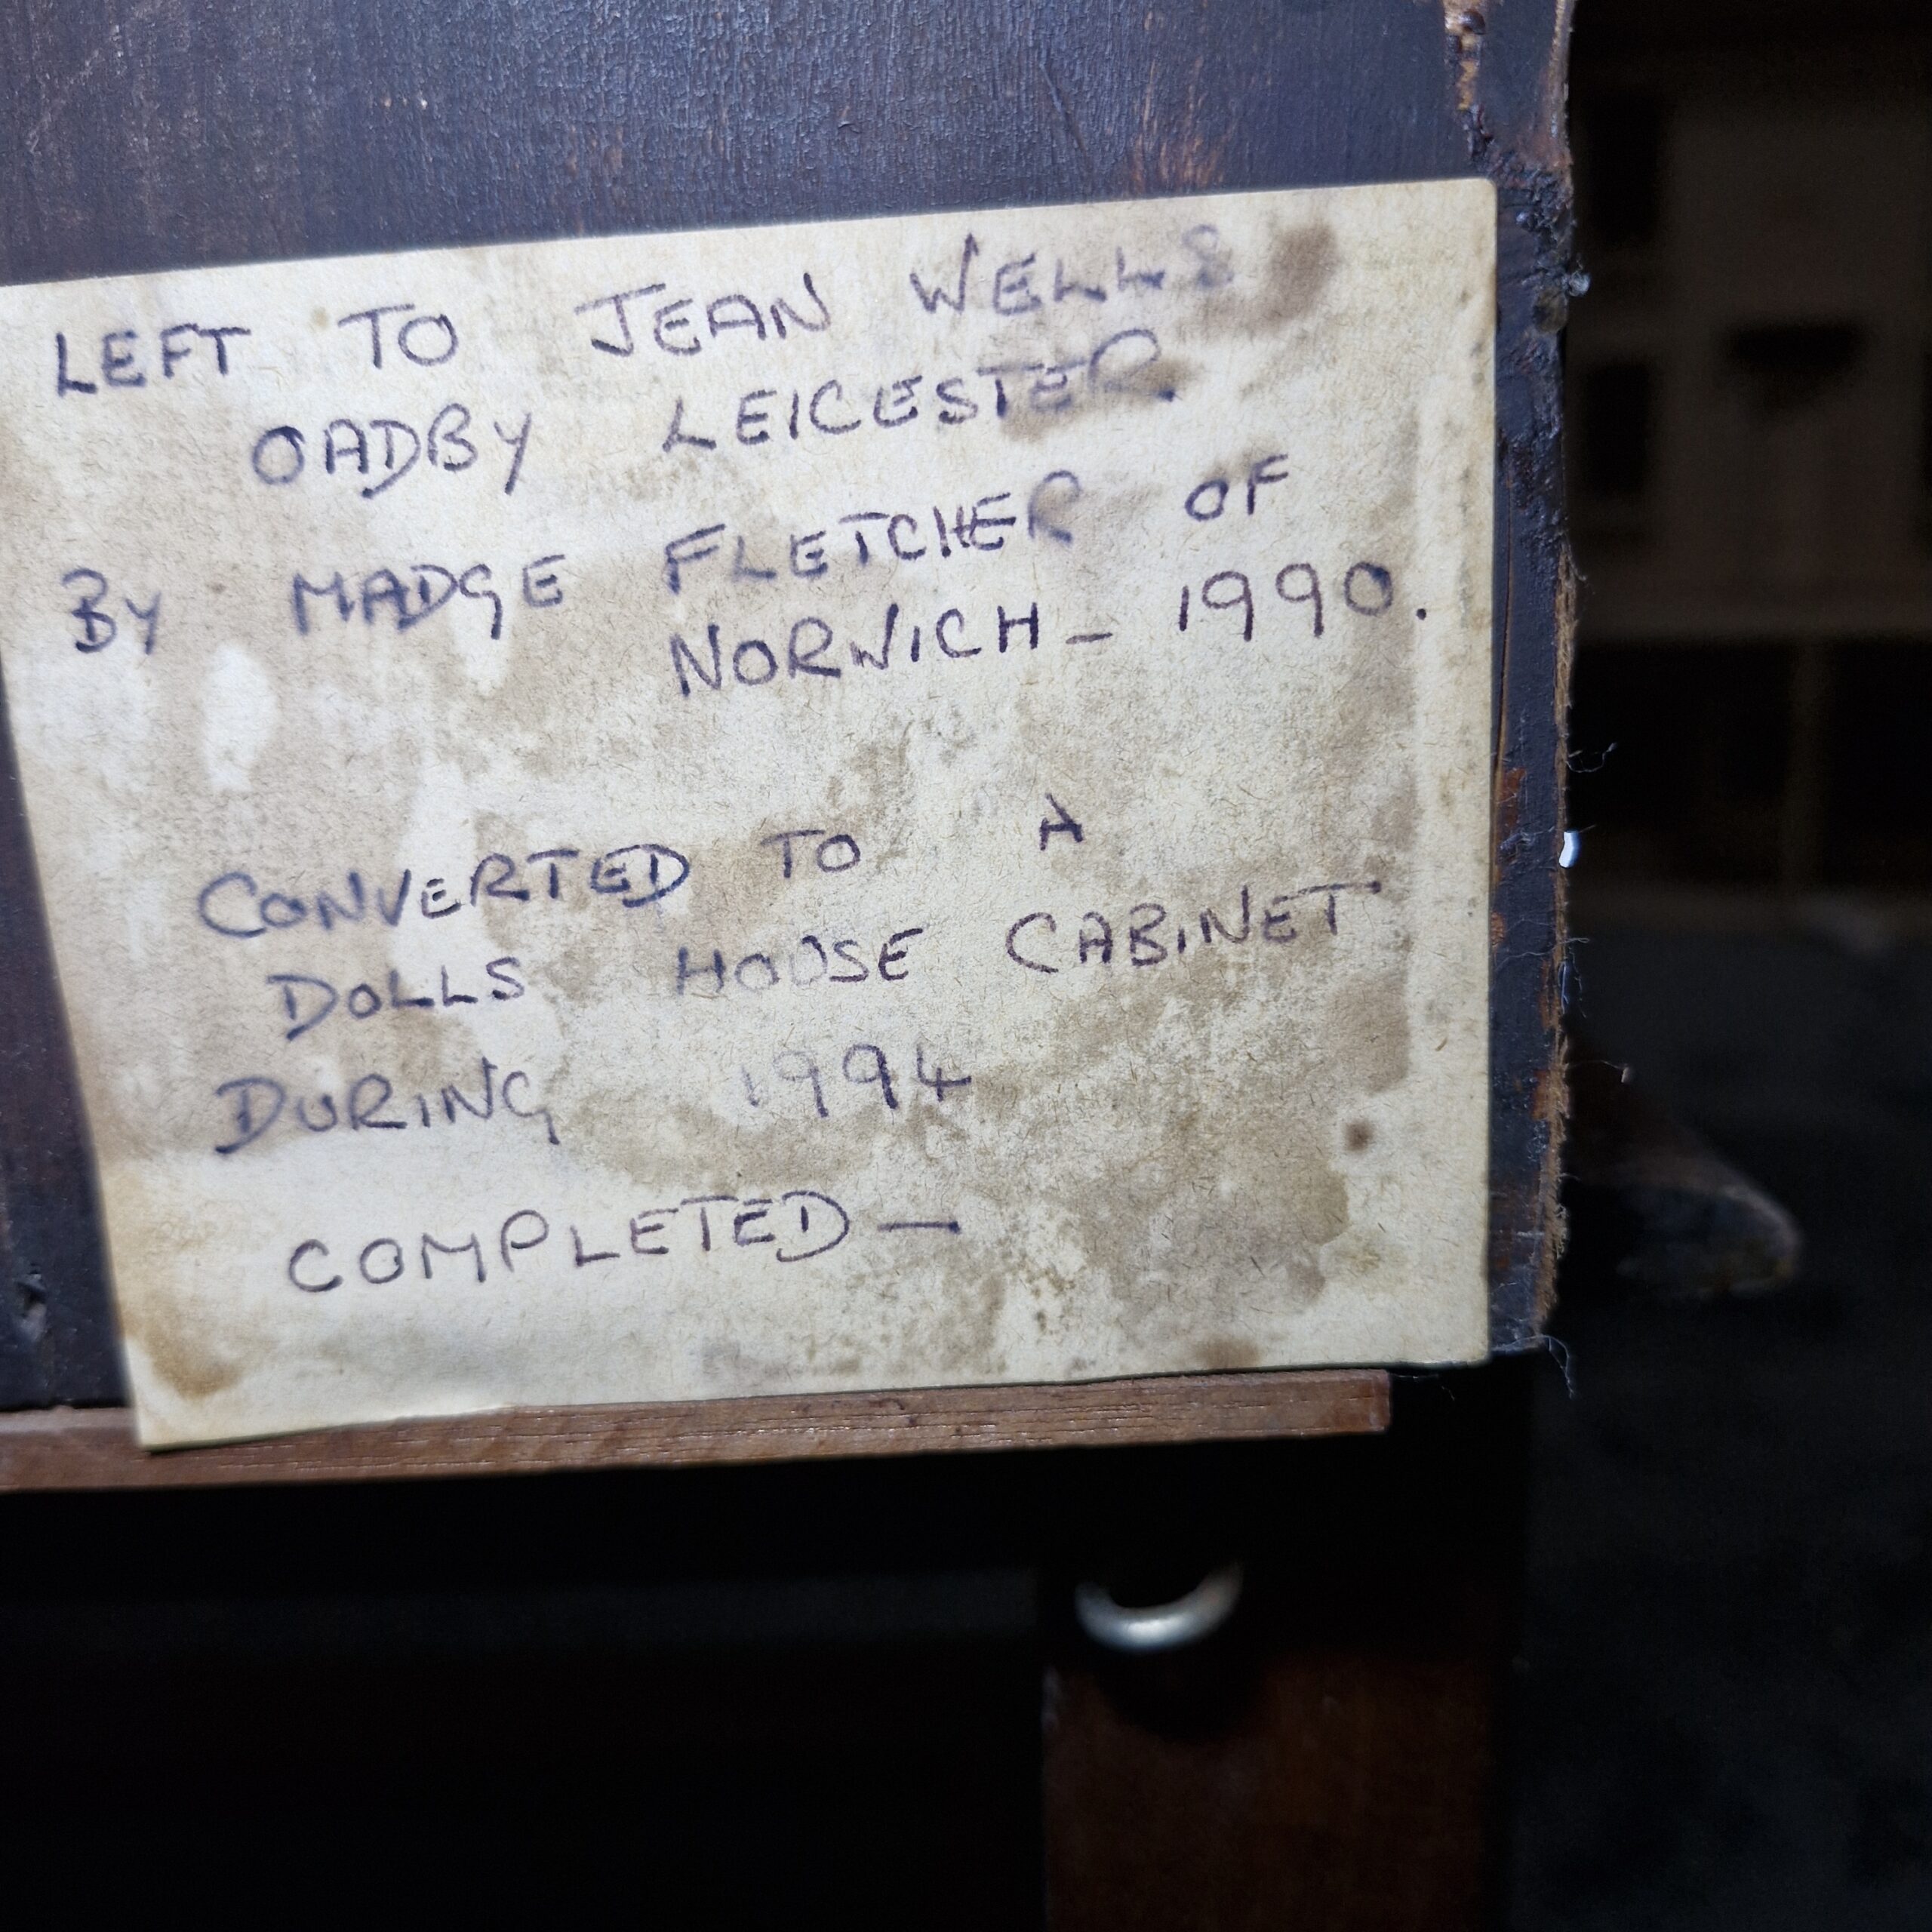 LEFT TO JEAN WELLS
OADBY LEICESTER.
BY MADGE FLETCHER OF
NORWICH - 1990.
CONVERTED TO A
DOLLS HOUSE CABINET
DURING 1994
COMPLETED —